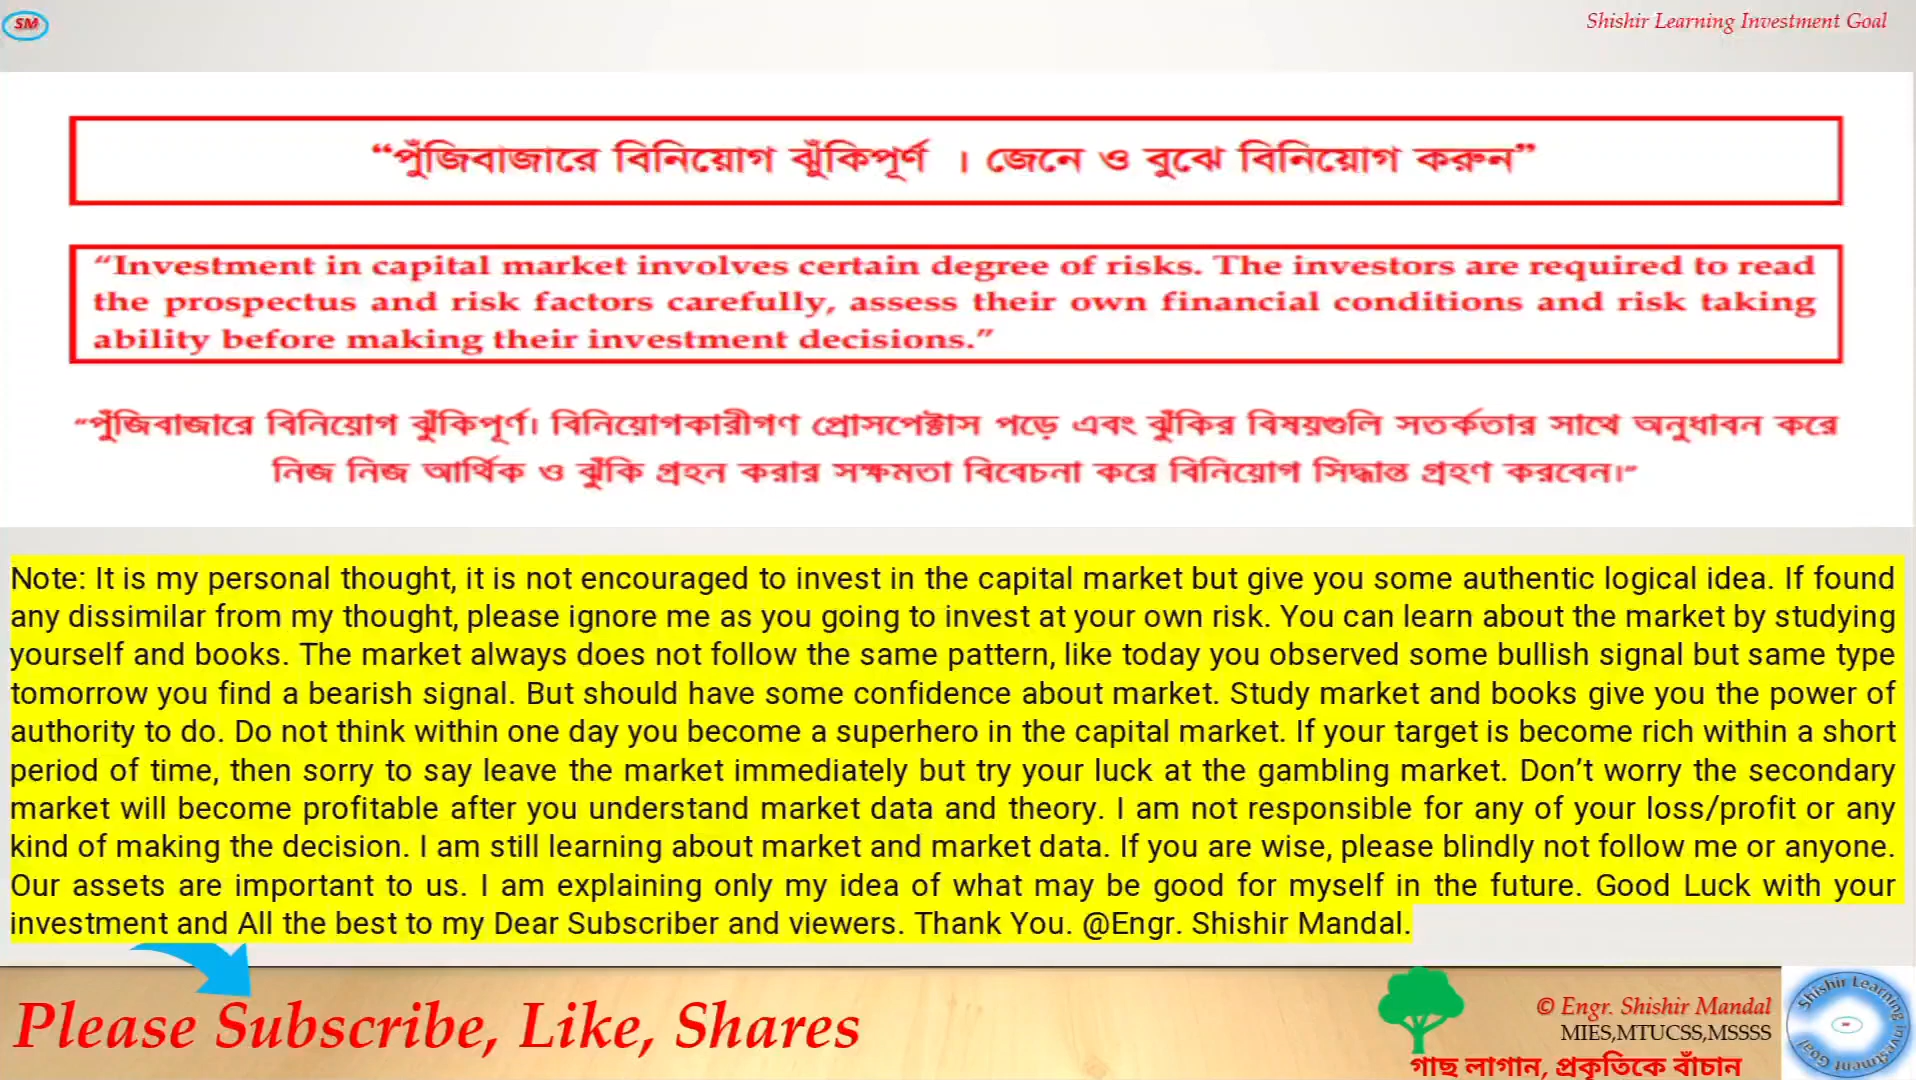 SM
Shishir Learning Investment Goal
“পুঁজিবাজারে বিনিয়োগ ঝুঁকিপূর্ণ । জেনে ও বুঝে বিনিয়োগ করুন”
“Investment in capital market involves certain degree of risks. The investors are required to read
the prospectus and risk factors carefully, assess their own financial conditions and risk taking
ability before making their investment decisions.”
“পুঁজিবাজারে বিনিয়োগ ঝুঁকিপূর্ণ। বিনিয়োগকারীগণ প্রোসপেক্টাস পড়ে এবং ঝুঁকির বিষয়গুলি সতর্কতার সাথে অনুধাবন করে
নিজ নিজ আর্থিক ও ঝুঁকি গ্রহন করার সক্ষমতা বিবেচনা করে বিনিয়োগ সিদ্ধান্ত গ্রহণ করবেন।”
Note: It is my personal thought, it is not encouraged to invest in the capital market but give you some authentic logical idea. If found
any dissimilar from my thought, please ignore me as you going to invest at your own risk. You can learn about the market by studying
yourself and books. The market always does not follow the same pattern, like today you observed some bullish signal but same type
tomorrow you find a bearish signal. But should have some confidence about market. Study market and books give you the power of
authority to do. Do not think within one day you become a superhero in the capital market. If your target is become rich within a short
period of time, then sorry to say leave the market immediately but try your luck at the gambling market. Don’t worry the secondary
market will become profitable after you understand market data and theory. I am not responsible for any of your loss/profit or any
kind of making the decision. I am still learning about market and market data. If you are wise, please blindly not follow me or anyone.
Our assets are important to us. I am explaining only my idea of what may be good for myself in the future. Good Luck with your
investment and All the best to my Dear Subscriber and viewers. Thank You. @Engr. Shishir Mandal.
Please Subscribe, Like, Shares
© Engr. Shishir Mandal
MIES,MTUCSS,MSSSS
গাছ লাগান, প্রকৃতিকে বাঁচান
Shishir Learning in
Investment Goal